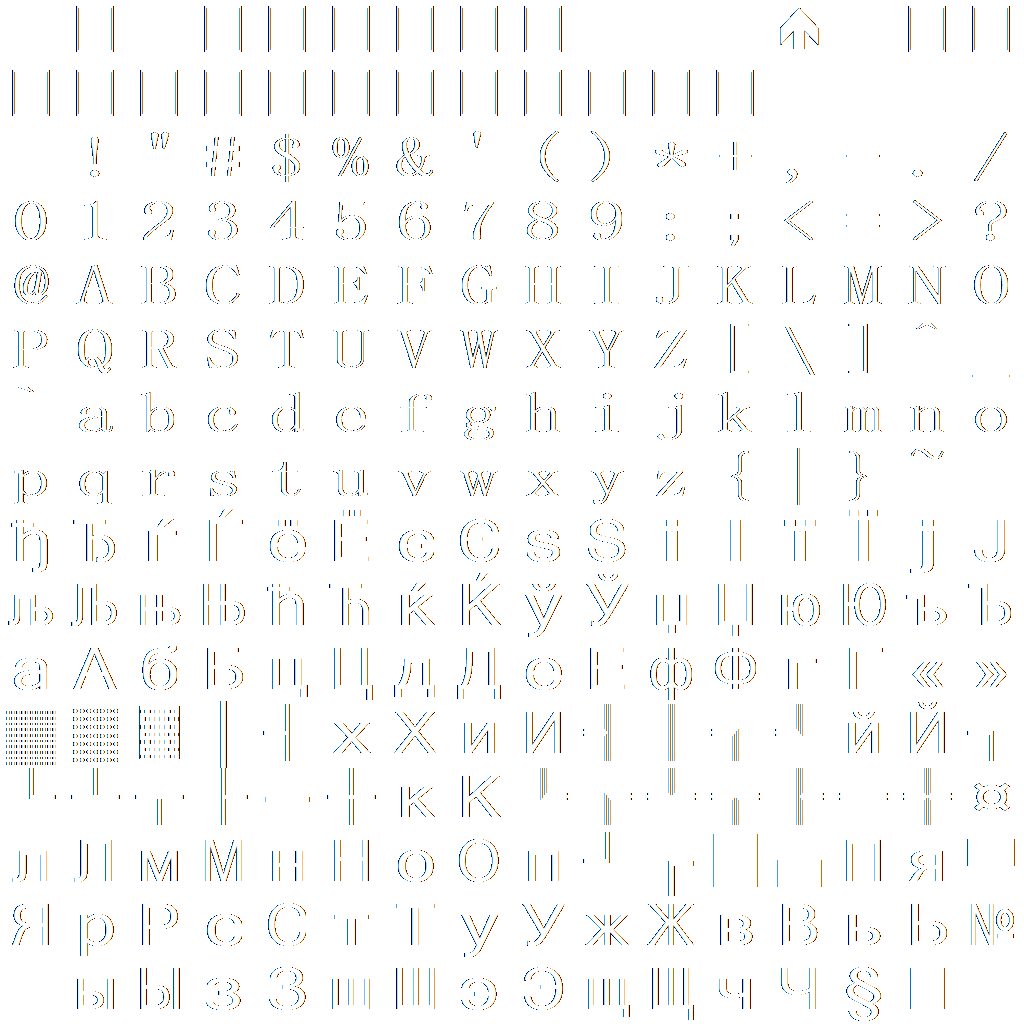 ! " # $ % & ' ( ) * + , - . /
0 1 2 3 4 5 6 7 8 9 : ; < = > ?
@ A B C D E F G H I J K L M N O
P Q R S T U V W X Y Z [ \ ] ^ _
` a b c d e f g h i j k l m n o
p q r s t u v w x y z { | } ~
ђ Ђ ѓ Ѓ ё Ё є Є ѕ Ѕ і І ї Ї ј Ј
љ Љ њ Њ ћ Ћ ќ Ќ ў Ў џ Џ ю Ю ъ Ъ
а А б Б ц Ц д Д е Е ф Ф г Г « »
░ ▒ ▓ │ ┤ х Х и И ╣ ║ ╗ ╝ й Й ┐
└ ┴ ┬ ├ ─ ┼ к К ╚ ╔ ╩ ╦ ╠ ═ ╬ ¤
л Л м М н Н о О п ┘ ┌ █ ▄ П я ▀
Я р Р с С т Т у У ж Ж в В ь Ь №
ы Ы з З ш Ш э Э щ Щ ч Ч § ■